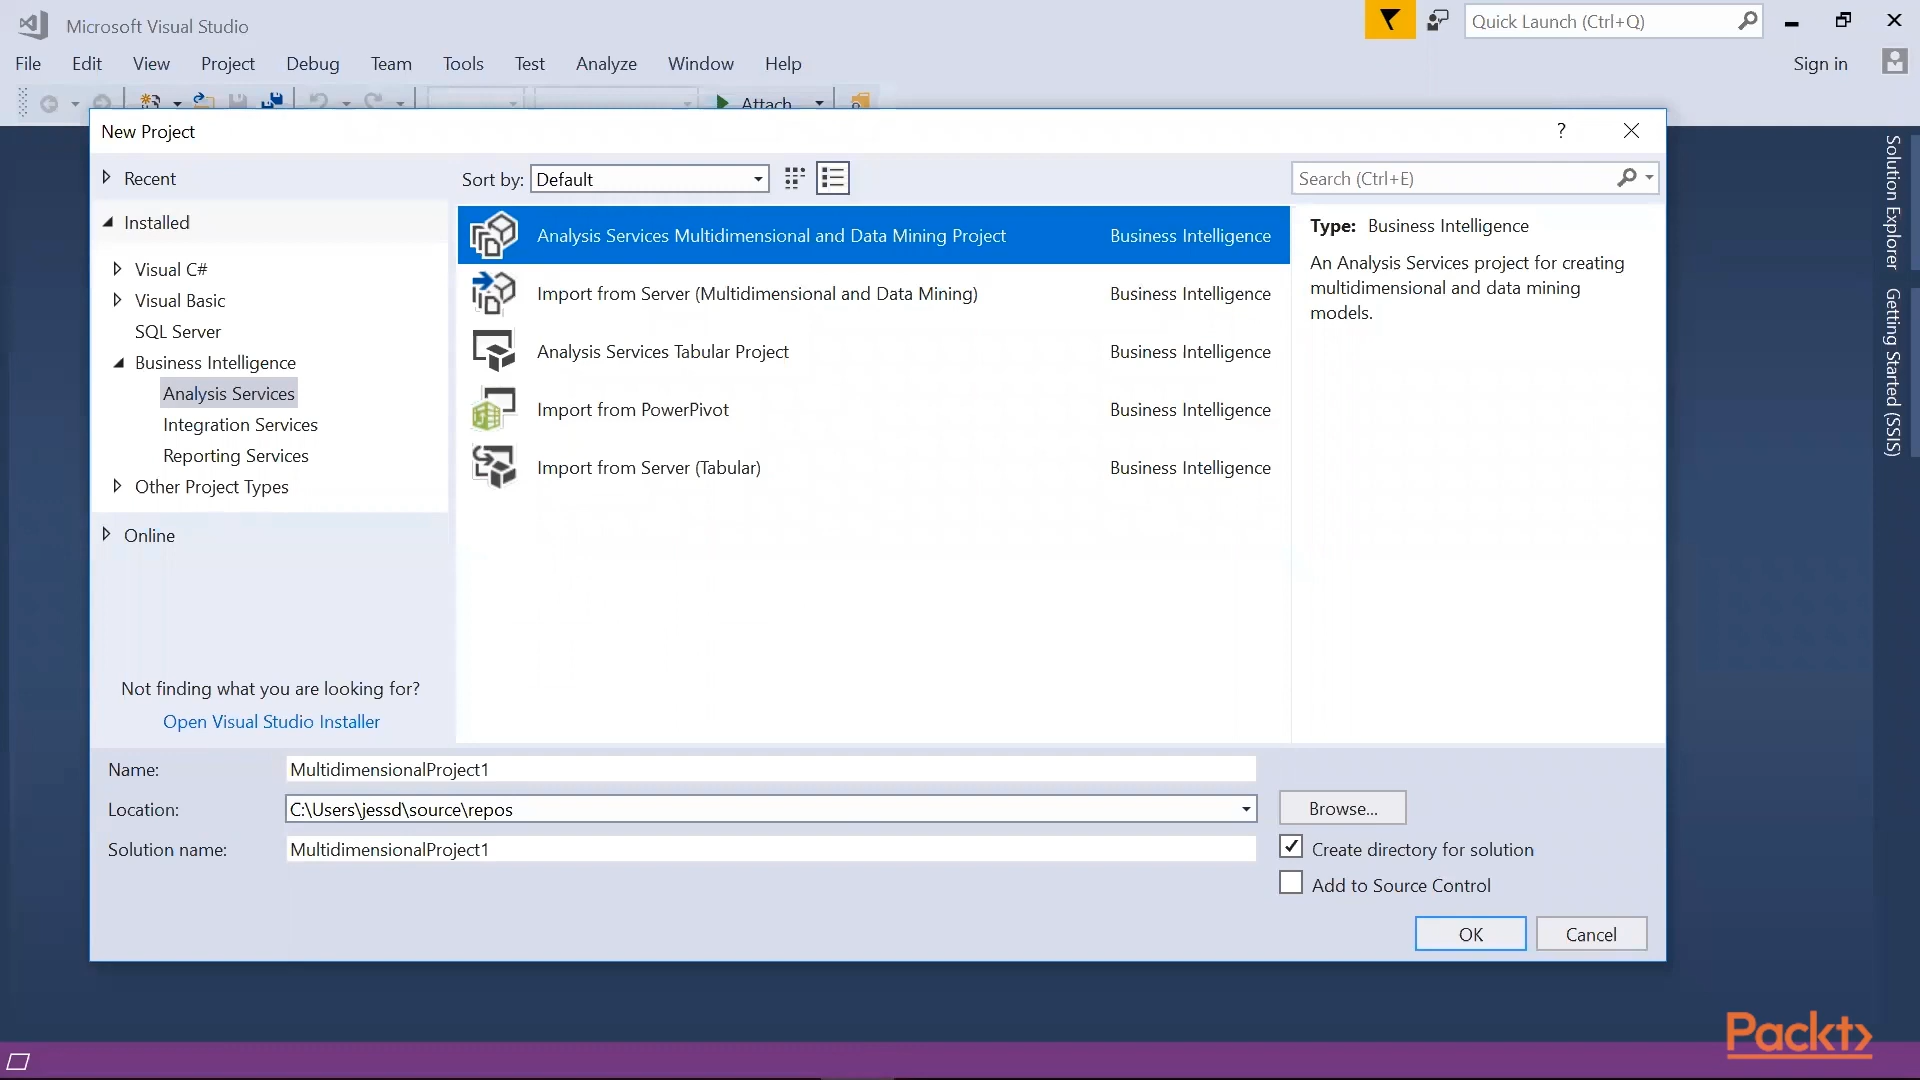 Microsoft Visual Studio
Quick Launch (Ctrl+Q)
File Edit View Project Debug Team Tools Test Analyze Window Help
Sign in
Attach
New Project
?
Recent
Sort by: Default
Search (Ctrl+E)
Installed
Visual C#
Visual Basic
SQL Server
Business Intelligence
Analysis Services
Integration Services
Reporting Services
Other Project Types
Online
Analysis Services Multidimensional and Data Mining Project Business Intelligence
Import from Server (Multidimensional and Data Mining) Business Intelligence
Analysis Services Tabular Project Business Intelligence
Import from PowerPivot Business Intelligence
Import from Server (Tabular) Business Intelligence
Type: Business Intelligence
An Analysis Services project for creating
multidimensional and data mining
models.
Solution Explorer
Getting Started (SSIS)
Not finding what you are looking for?
Open Visual Studio Installer
Name: MultidimensionalProject1
Location: C:\Users\jessd\source\repos
Browse...
Solution name: MultidimensionalProject1
Create directory for solution
Add to Source Control
OK Cancel
Packt>